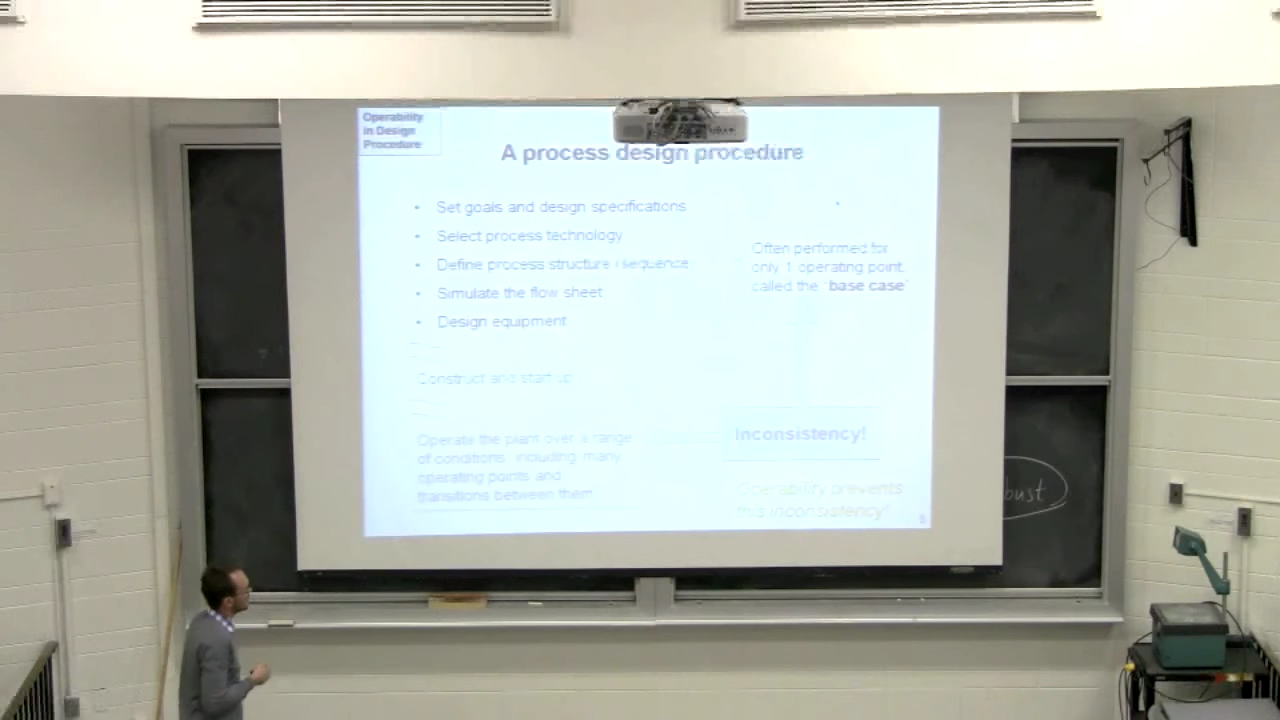 Operability
in Design
Procedure
A process design procedure
• Set goals and design specifications
• Select process technology
• Define process structure / sequence
• Simulate the flow sheet
• Design equipment
Often performed for
only 1 operating point,
called the "base case"
Construct and start up
Operate the plant over a range
of conditions, including many
operating points and
transitions between them
Inconsistency!
Operability prevents
this inconsistency!